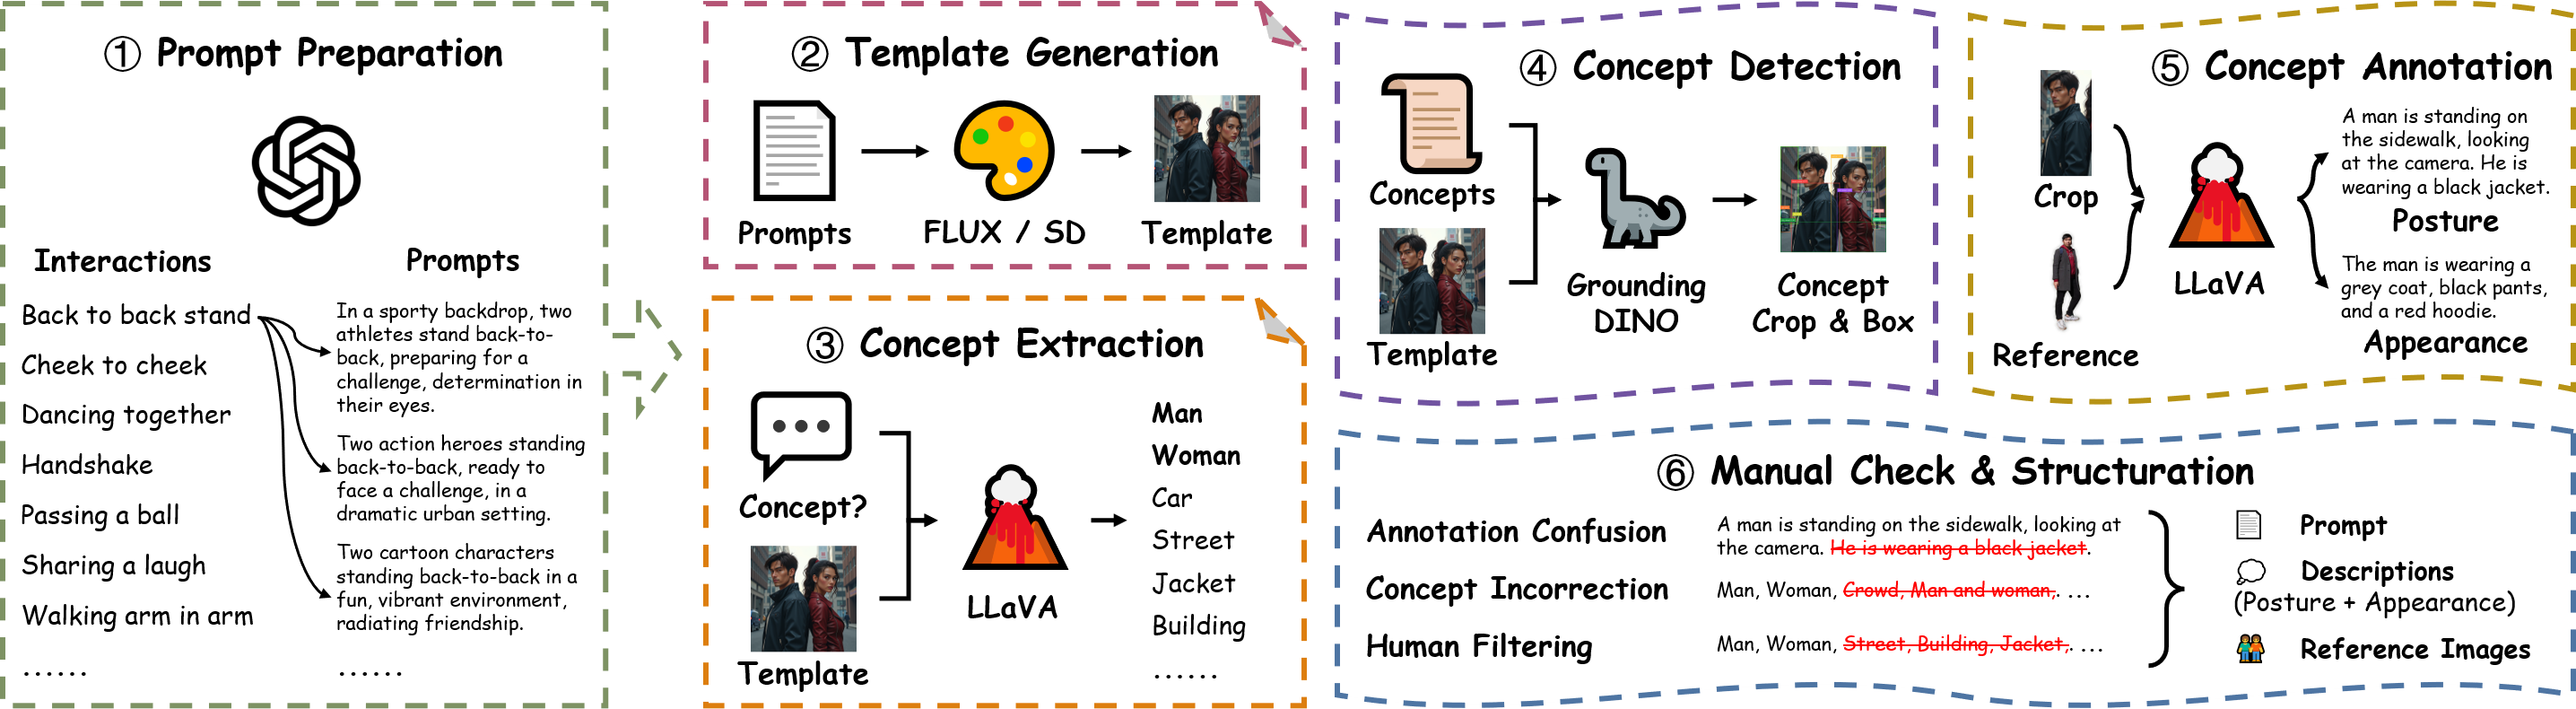 ① Prompt Preparation
Interactions
Back to back stand
Cheek to cheek
Dancing together
Handshake
Passing a ball
Sharing a laugh
Walking arm in arm
......
Prompts
In a sporty backdrop, two
athletes stand back-to-
back, preparing for a
challenge, determination in
their eyes.
Two action heroes standing
back-to-back, ready to
face a challenge, in a
dramatic urban setting.
Two cartoon characters
standing back-to-back in a
fun, vibrant environment,
radiating friendship.
......
② Template Generation
Prompts
FLUX / SD
Template
③ Concept Extraction
Concept?
Template
LLaVA
Man
Woman
Car
Street
Jacket
Building
......
④ Concept Detection
Concepts
Template
Grounding
DINO
Concept
Crop & Box
⑤ Concept Annotation
Crop
Reference
LLaVA
A man is standing on
the sidewalk, looking
at the camera. He is
wearing a black jacket.
Posture
The man is wearing a
grey coat, black pants,
and a red hoodie.
Appearance
⑥ Manual Check & Structuration
Annotation Confusion
A man is standing on the sidewalk, looking at
the camera. He is wearing a black jacket.
Concept Incorrection
Man, Woman, Crowd, Man and woman,. ...
Human Filtering
Man, Woman, Street, Building, Jacket,. ...
Prompt
Descriptions
(Posture + Appearance)
Reference Images